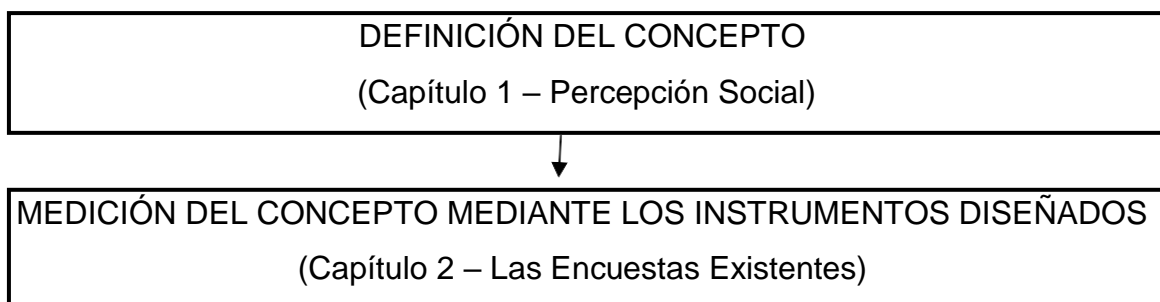 DEFINICIÓN DEL CONCEPTO
(Capítulo 1 – Percepción Social)
MEDICIÓN DEL CONCEPTO MEDIANTE LOS INSTRUMENTOS DISEÑADOS
(Capítulo 2 – Las Encuestas Existentes)